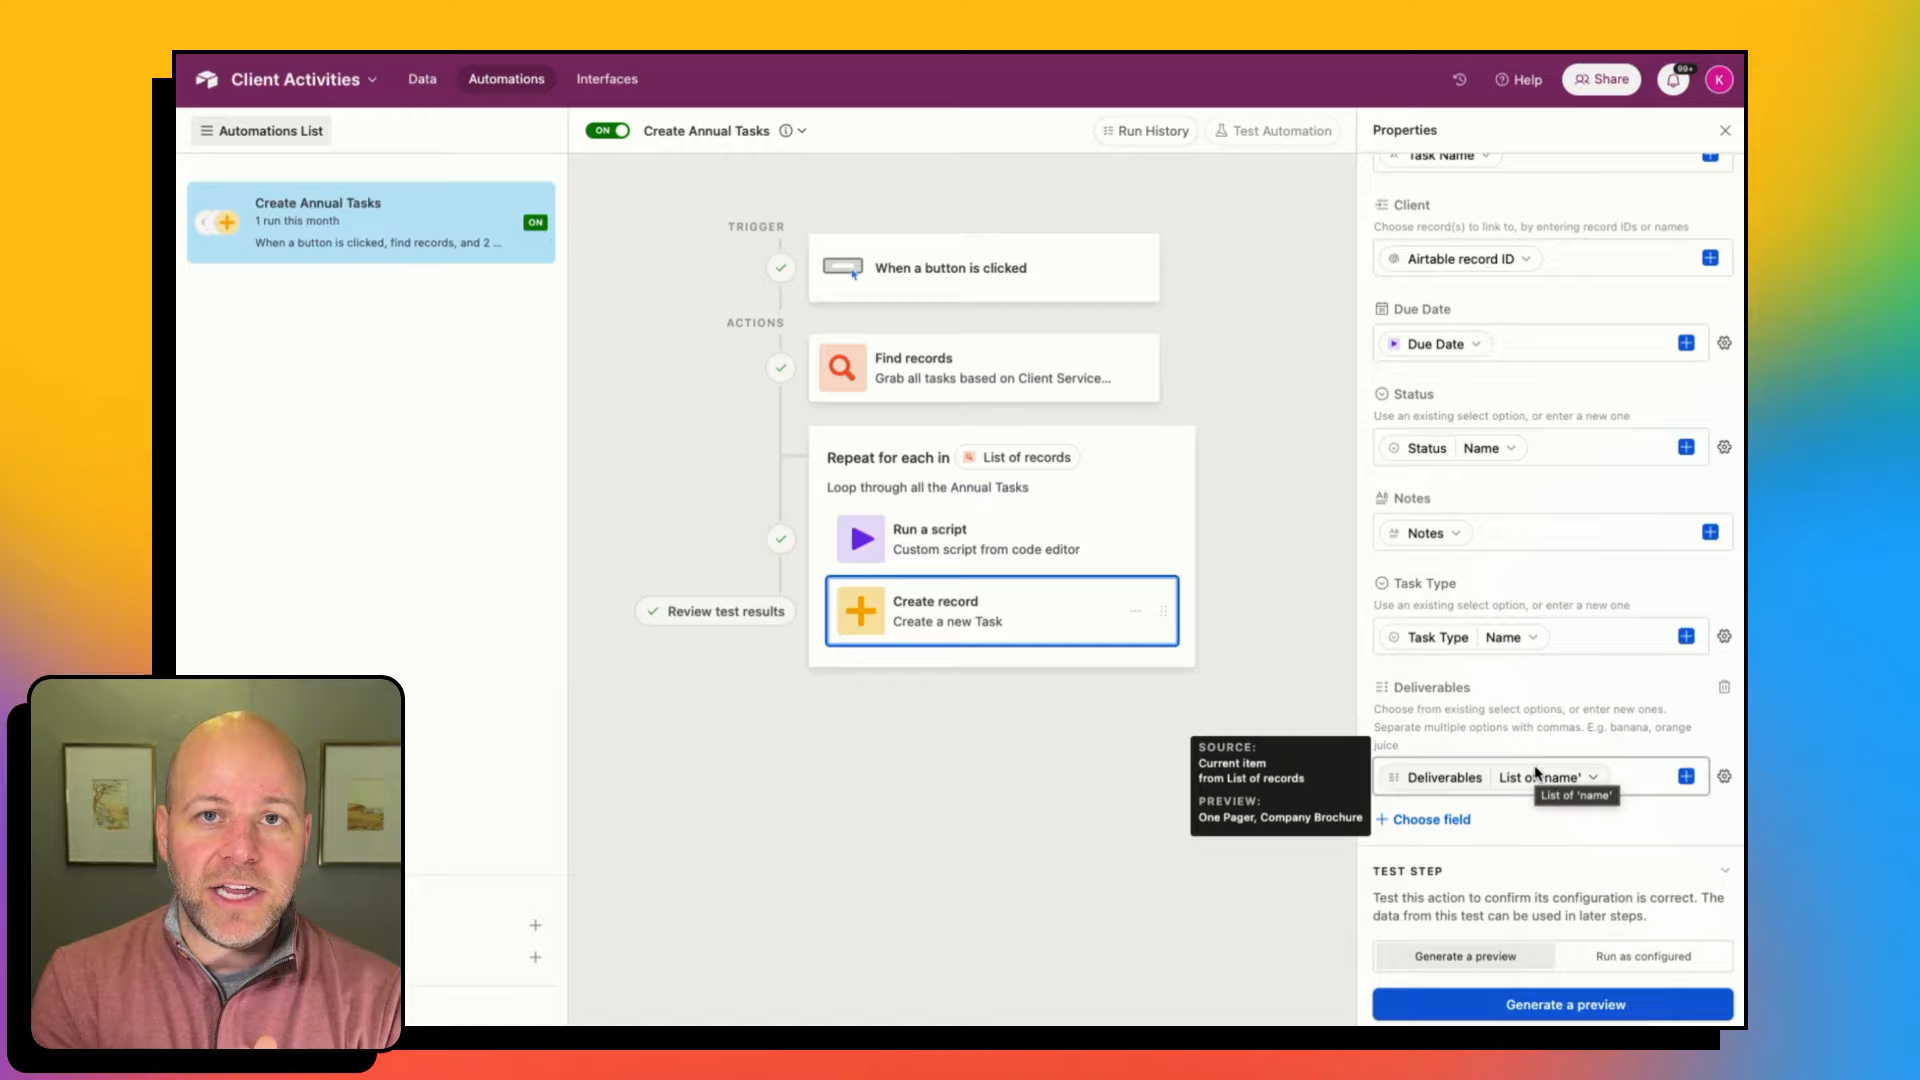 Client Activities
Data
Automations
Interfaces
Help
Share
99+
K
Automations List
ON
Create Annual Tasks
Run History
Test Automation
Properties
Create Annual Tasks
1 run this month
When a button is clicked, find records, and 2 ...
ON
TRIGGER
When a button is clicked
ACTIONS
Find records
Grab all tasks based on Client Service...
Repeat for each in
List of records
Loop through all the Annual Tasks
Run a script
Custom script from code editor
Create record
Create a new Task
Review test results
Task Name
Client
Choose record(s) to link to, by entering record IDs or names
Airtable record ID
Due Date
Due Date
Status
Use an existing select option, or enter a new one
Status
Name
Notes
Notes
Task Type
Use an existing select option, or enter a new one
Task Type
Name
Deliverables
Choose from existing select options, or enter new ones.
Separate multiple options with commas. E.g. banana, orange
juice
Deliverables
List of 'name'
List of 'name'
SOURCE:
Current item
from List of records
PREVIEW:
One Pager, Company Brochure
Choose field
TEST STEP
Test this action to confirm its configuration is correct. The
data from this test can be used in later steps.
Generate a preview
Run as configured
Generate a preview